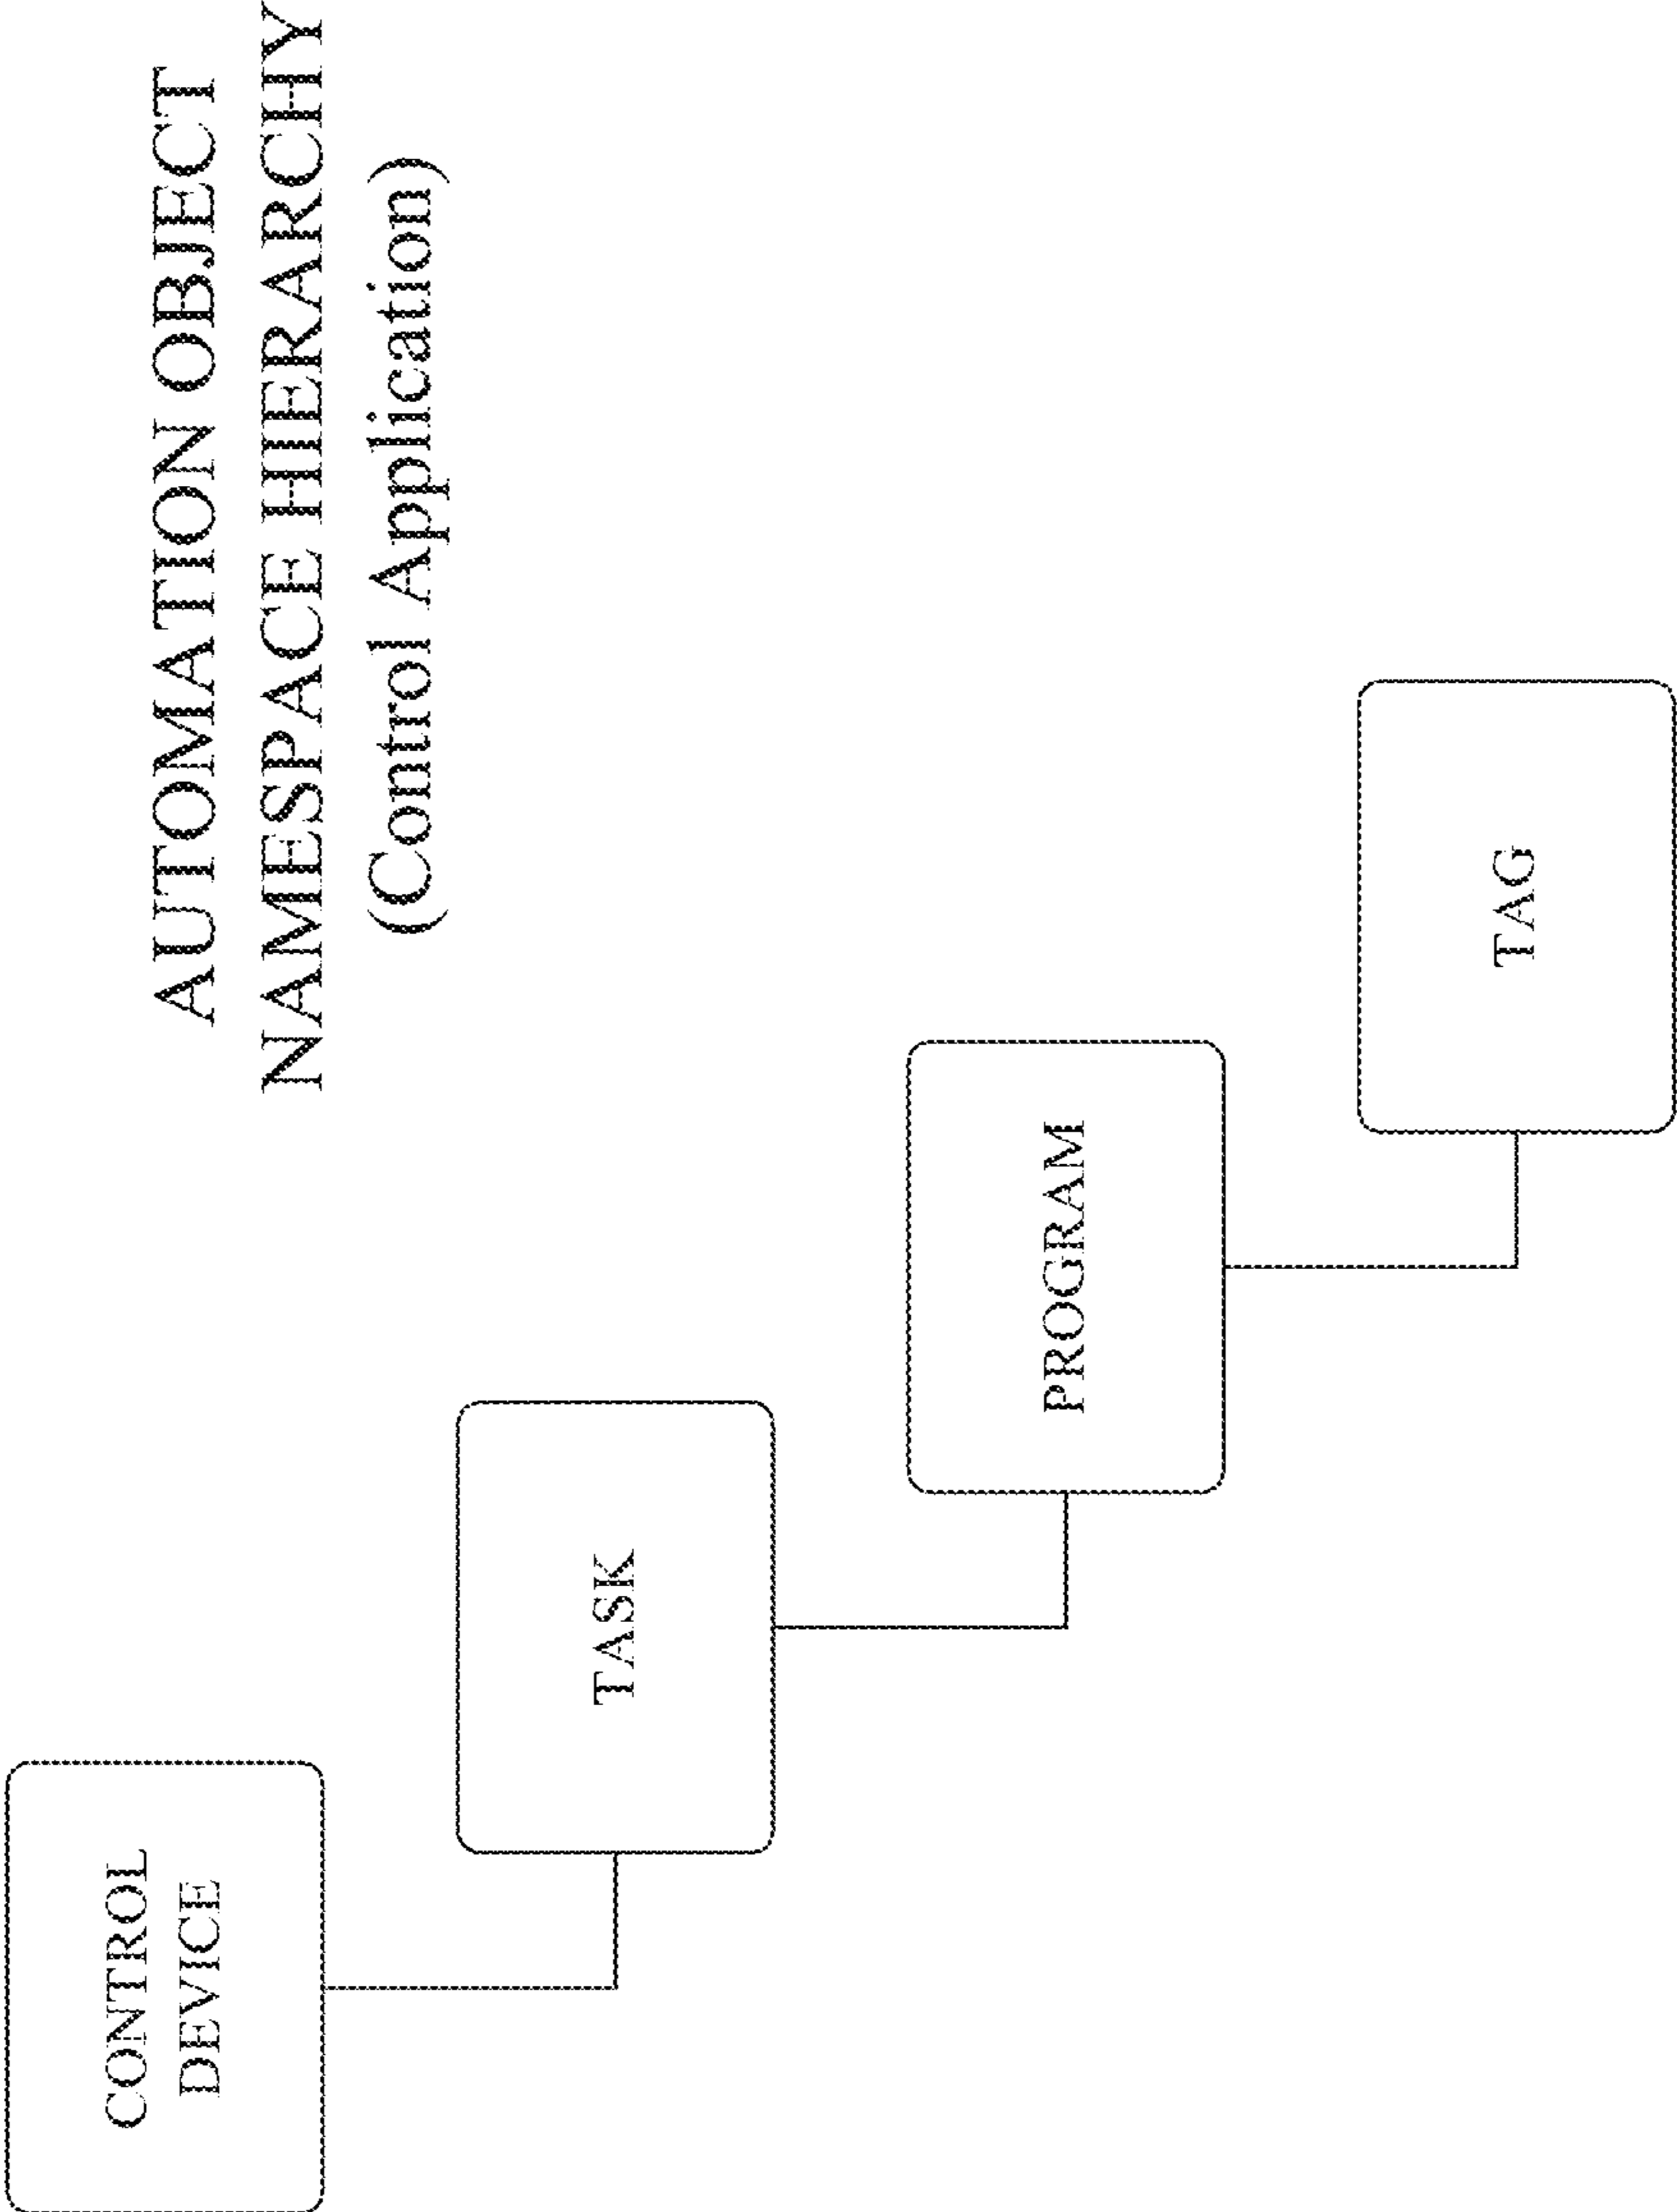 AUTOMATION OBJECT
NAMESPACE HIERARCHY
(Control Application)
CONTROL
DEVICE
TASK
PROGRAM
TAG